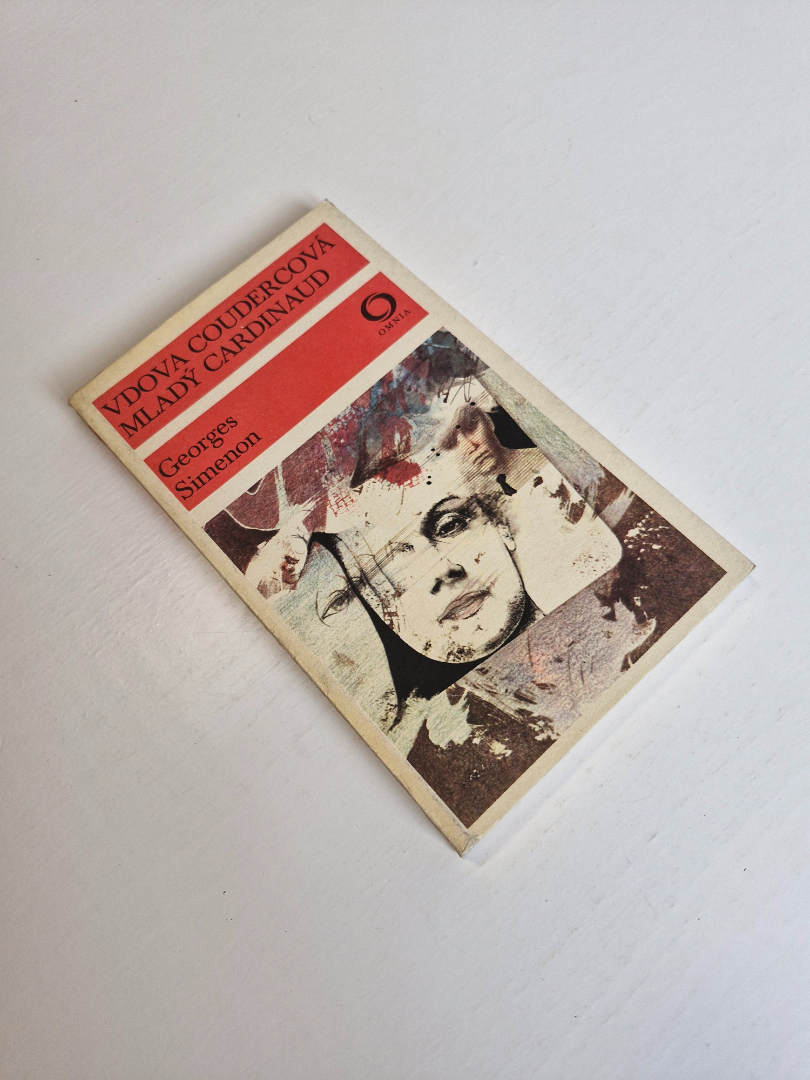 VDOVA COUDERCOVÁ
MLADÝ CARDINAUD
OMNIA
Georges
Simenon